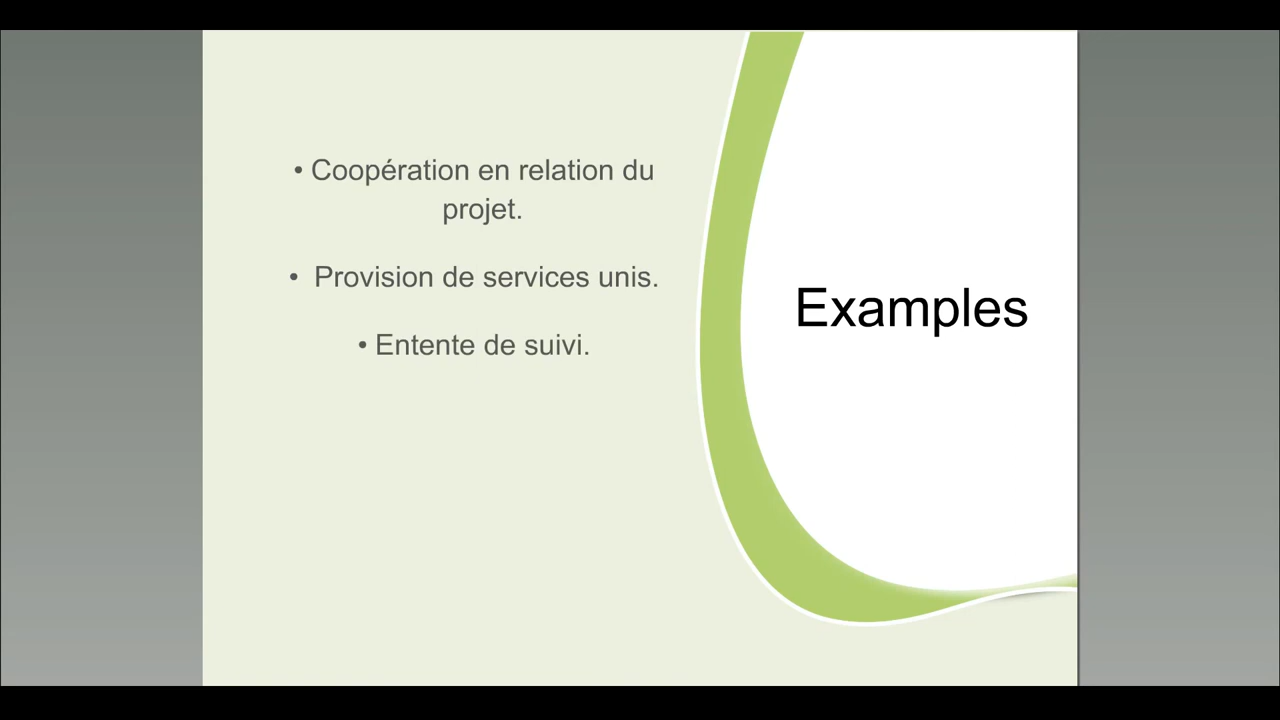 • Coopération en relation du
projet.
• Provision de services unis.
• Entente de suivi.
Examples